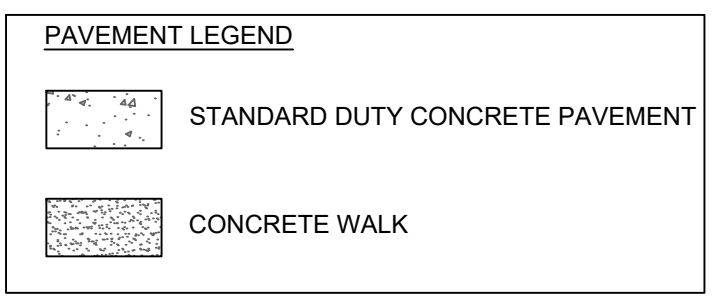 PAVEMENT LEGEND
STANDARD DUTY CONCRETE PAVEMENT
CONCRETE WALK